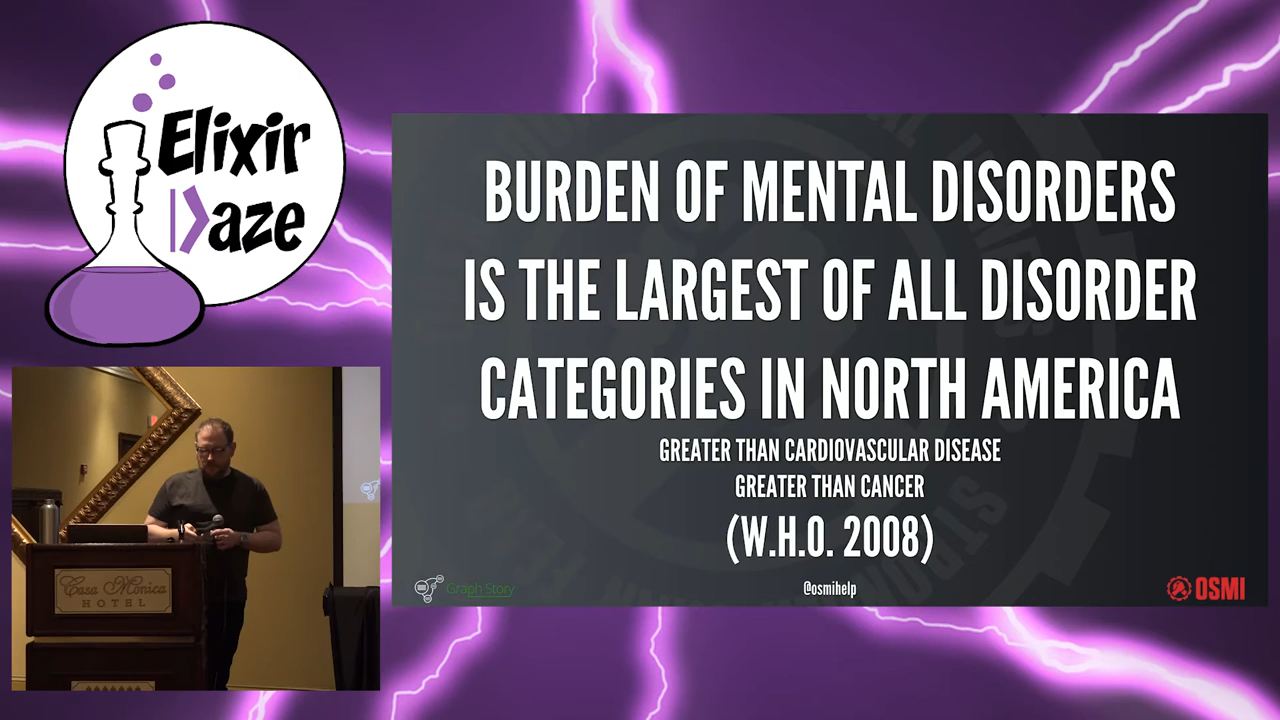 Elixir
Daze
BURDEN OF MENTAL DISORDERS
IS THE LARGEST OF ALL DISORDER
CATEGORIES IN NORTH AMERICA
GREATER THAN CARDIOVASCULAR DISEASE
GREATER THAN CANCER
(W.H.O. 2008)
Graph Story
@osmihelp
OSMI
Casa Monica
HOTEL